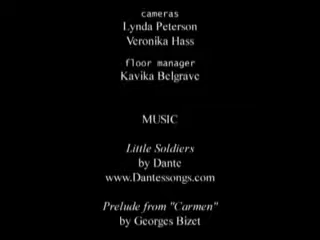 cameras
Lynda Peterson
Veronika Hass
floor manager
Kavika Belgrave
MUSIC
Little Soldiers
by Dante
www.Dantessongs.com
Prelude from "Carmen"
by Georges Bizet